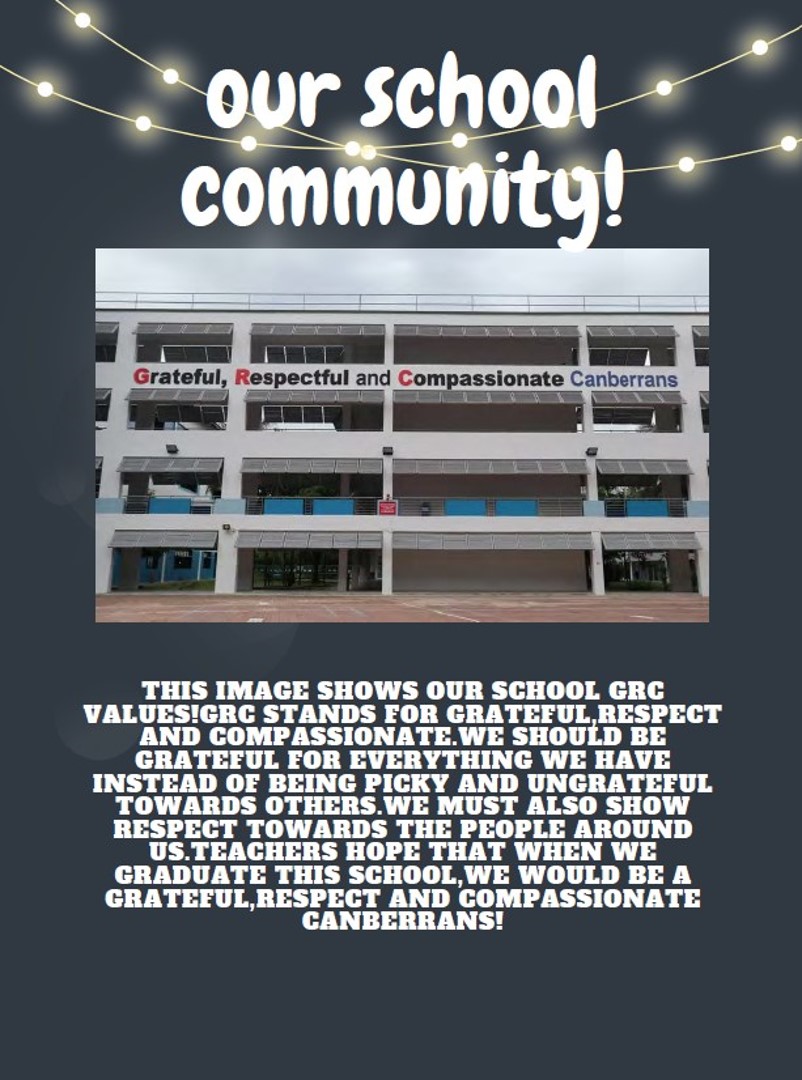 our school
community!
Grateful, Respectful and Compassionate Canberrans
THIS IMAGE SHOWS OUR SCHOOL GRC
VALUES!GRC STANDS FOR GRATEFUL,RESPECT
AND COMPASSIONATE.WE SHOULD BE
GRATEFUL FOR EVERYTHING WE HAVE
INSTEAD OF BEING PICKY AND UNGRATEFUL
TOWARDS OTHERS.WE MUST ALSO SHOW
RESPECT TOWARDS THE PEOPLE AROUND
US.TEACHERS HOPE THAT WHEN WE
GRADUATE THIS SCHOOL,WE WOULD BE A
GRATEFUL,RESPECT AND COMPASSIONATE
CANBERRANS!